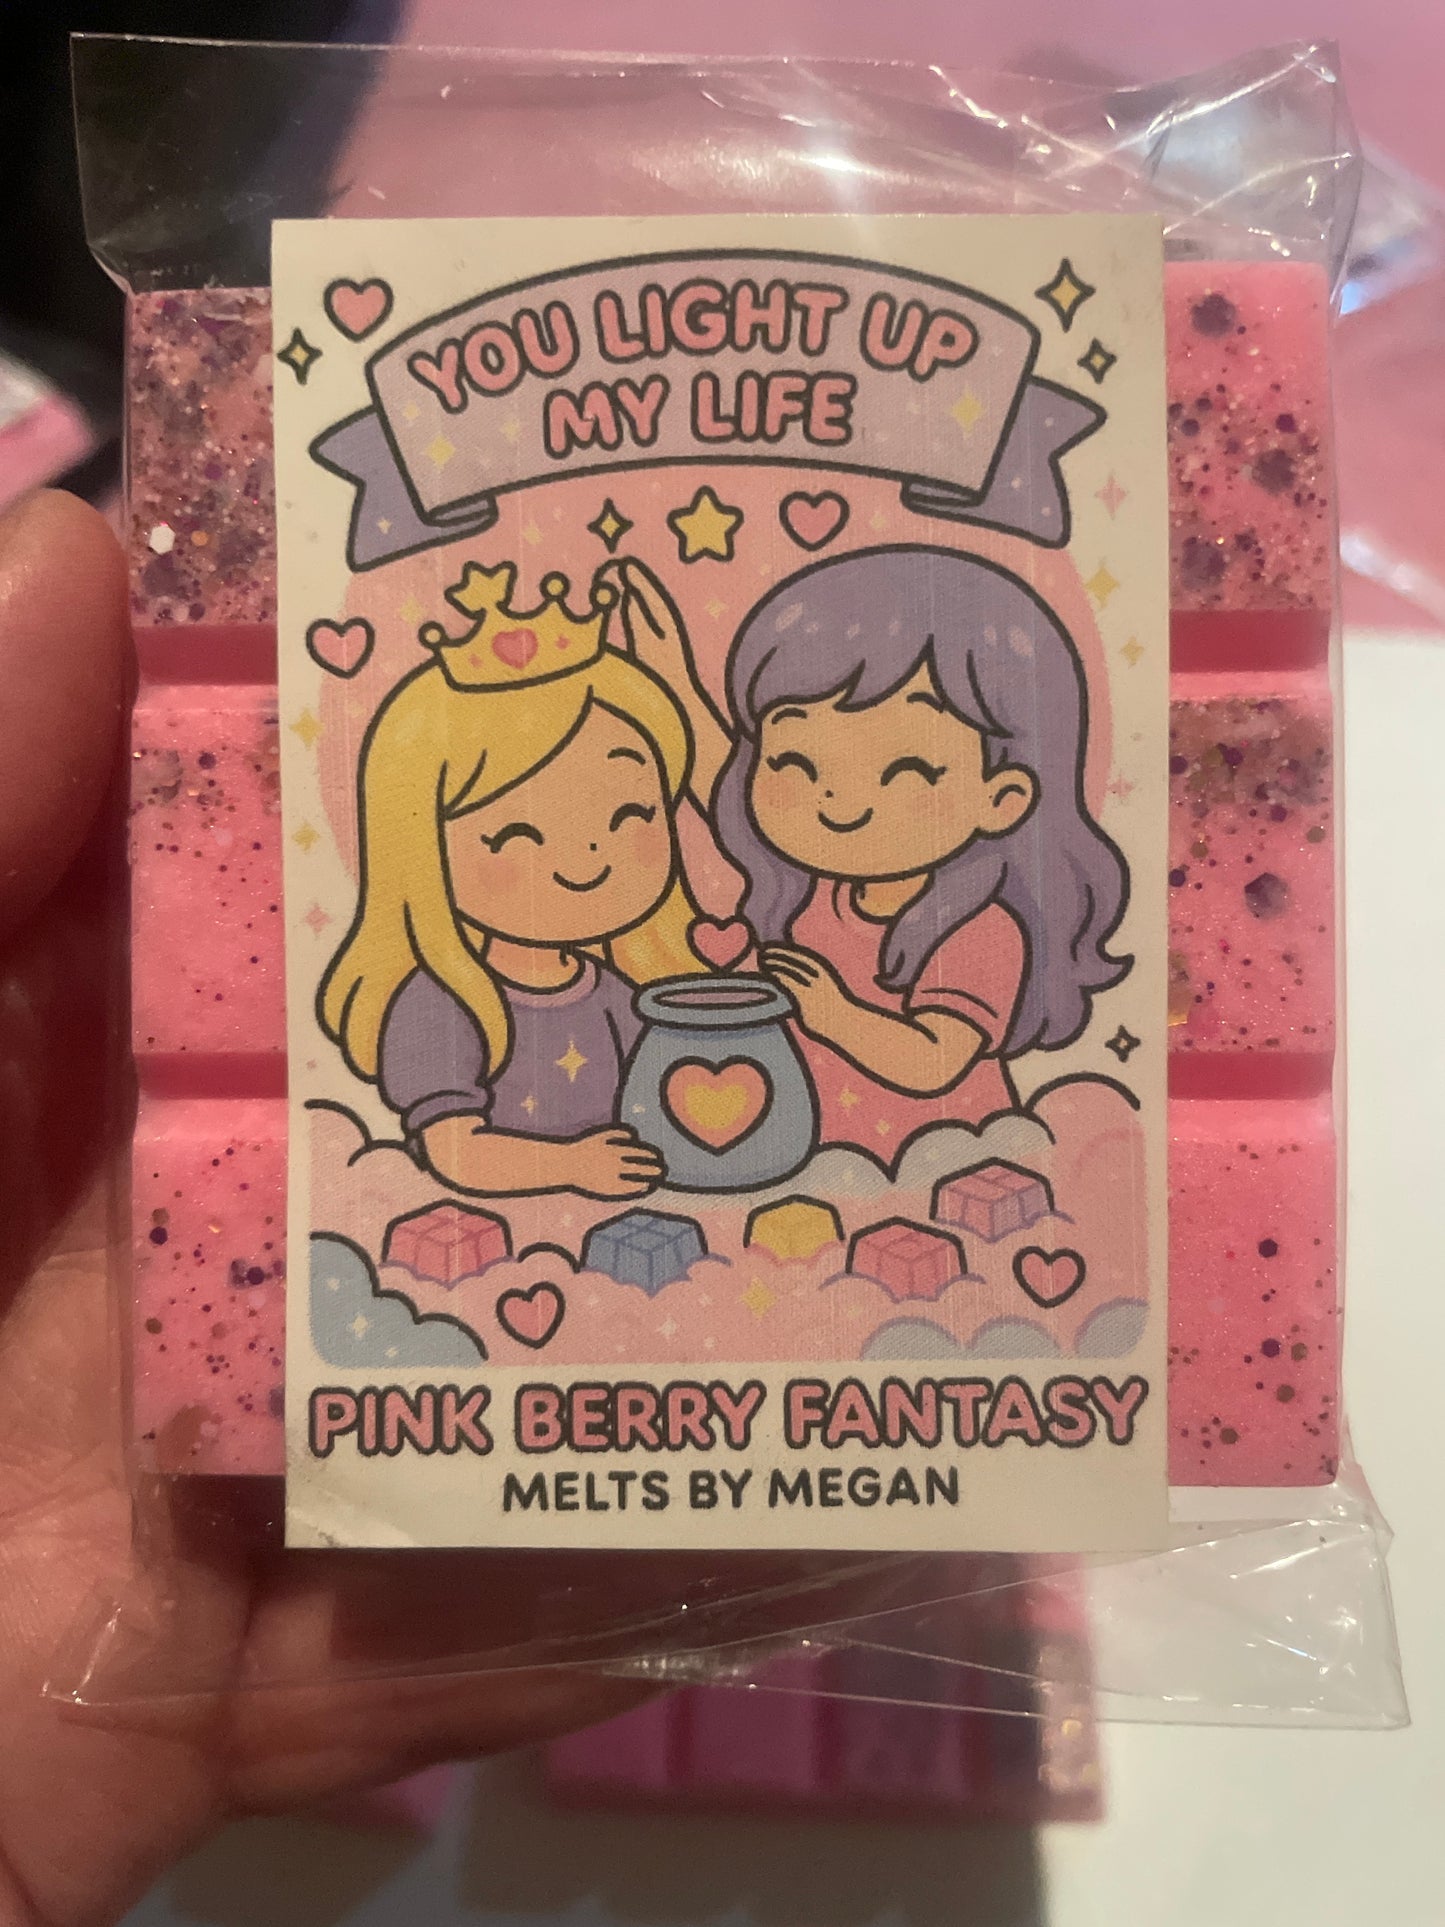 YOU LIGHT UP
MY LIFE
PINK BERRY FANTASY
MELTS BY MEGAN